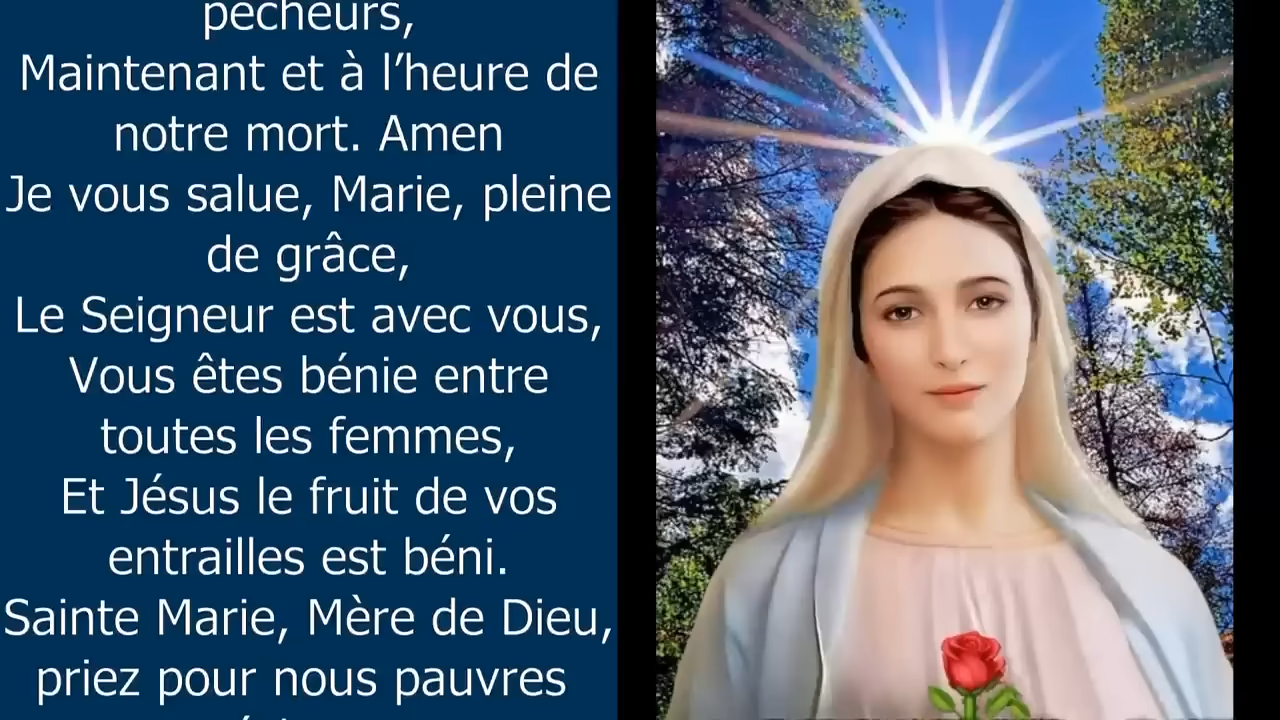 pécheurs,
Maintenant et à l’heure de
notre mort. Amen
Je vous salue, Marie, pleine
de grâce,
Le Seigneur est avec vous,
Vous êtes bénie entre
toutes les femmes,
Et Jésus le fruit de vos
entrailles est béni.
Sainte Marie, Mère de Dieu,
priez pour nous pauvres